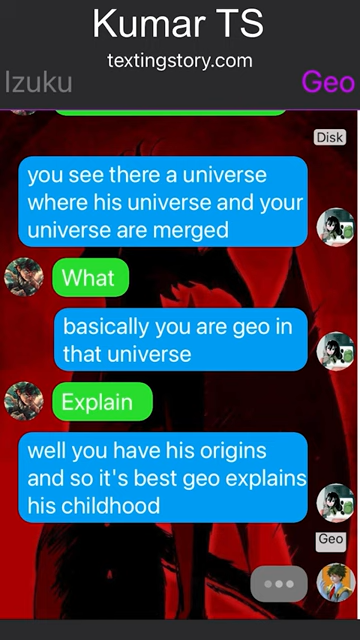 Kumar TS
textingstory.com
Izuku Geo
Disk
you see there a universe
where his universe and your
universe are merged
What
basically you are geo in
that universe
Explain
well you have his origins
and so it's best geo explains
his childhood
Geo